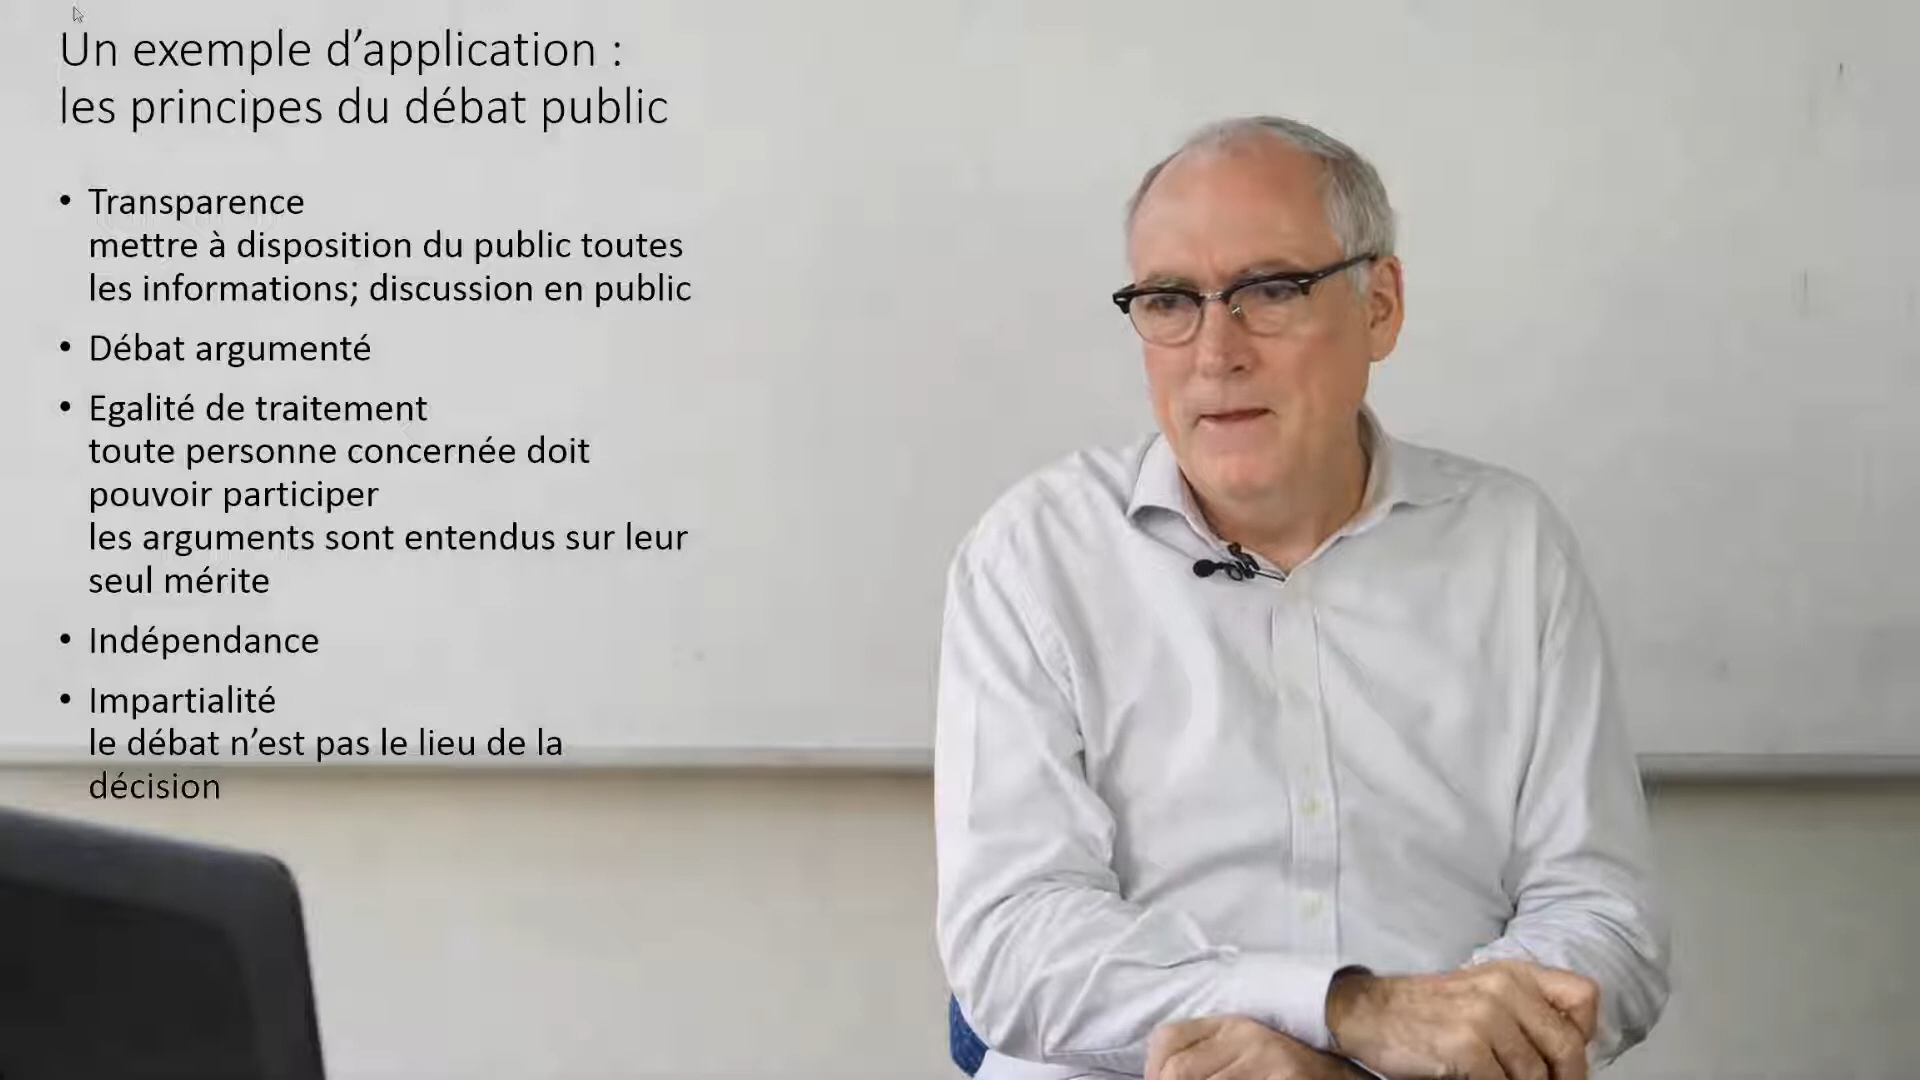 Un exemple d’application :
les principes du débat public
• Transparence
mettre à disposition du public toutes
les informations; discussion en public
• Débat argumenté
• Egalité de traitement
toute personne concernée doit
pouvoir participer
les arguments sont entendus sur leur
seul mérite
• Indépendance
• Impartialité
le débat n’est pas le lieu de la
décision